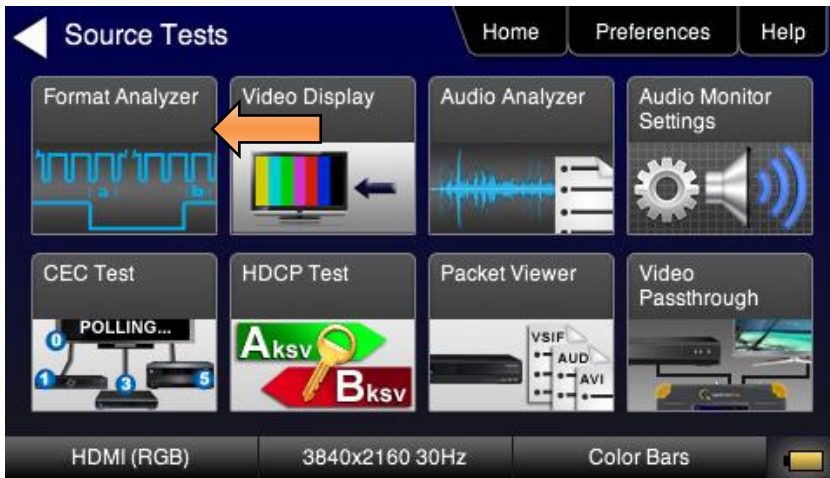 Source Tests
Home
Preferences
Help
Format Analyzer
Video Display
Audio Analyzer
Audio Monitor
Settings
a
b
CEC Test
HDCP Test
Packet Viewer
Video
Passthrough
POLLING...
0
1
3
5
Aksv
Bksv
VSIF
AUD
AVI
HDMI (RGB)
3840x2160 30Hz
Color Bars